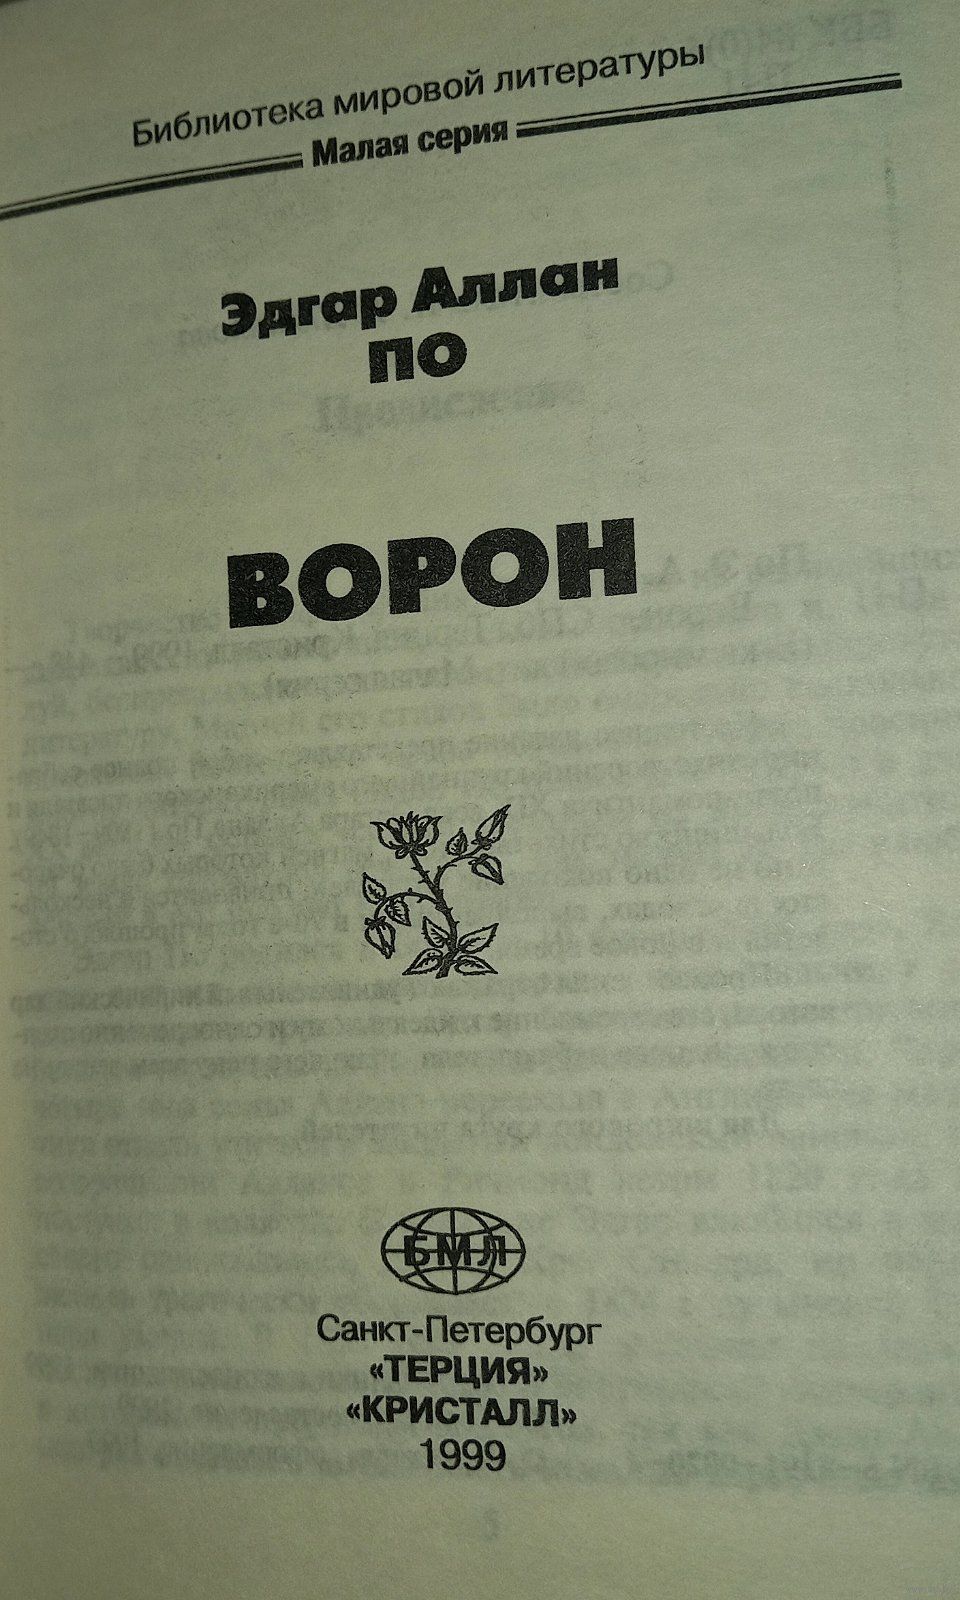 Библиотека мировой литературы
Малая серия
Эдгар Аллан
ПО
ВОРОН
БМЛ
Санкт-Петербург
«ТЕРЦИЯ»
«КРИСТАЛЛ»
1999